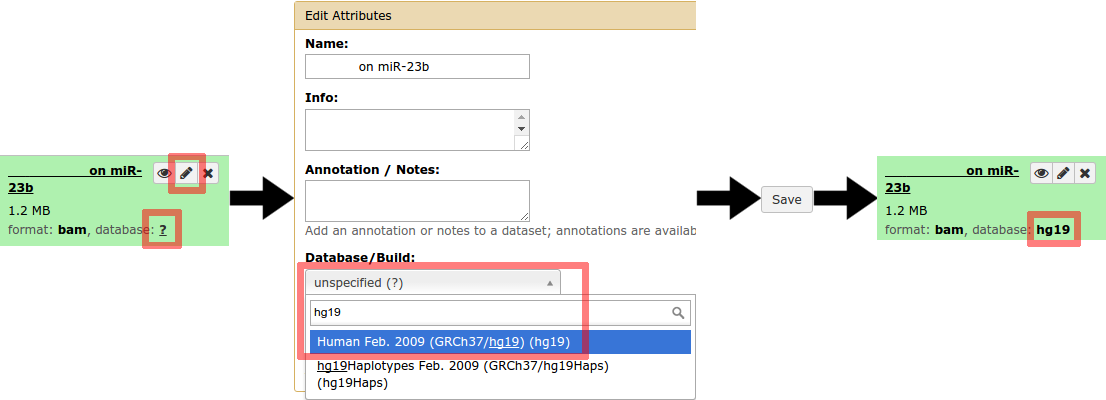 on miR-
23b
1.2 MB
format: bam, database: ?
Edit Attributes
Name:
on miR-23b
Info:
Annotation / Notes:
Add an annotation or notes to a dataset; annotations are availab
Database/Build:
unspecified (?)
hg19
Human Feb. 2009 (GRCh37/hg19) (hg19)
hg19Haplotypes Feb. 2009 (GRCh37/hg19Haps)
(hg19Haps)
Save
on miR-
23b
1.2 MB
format: bam, database: hg19